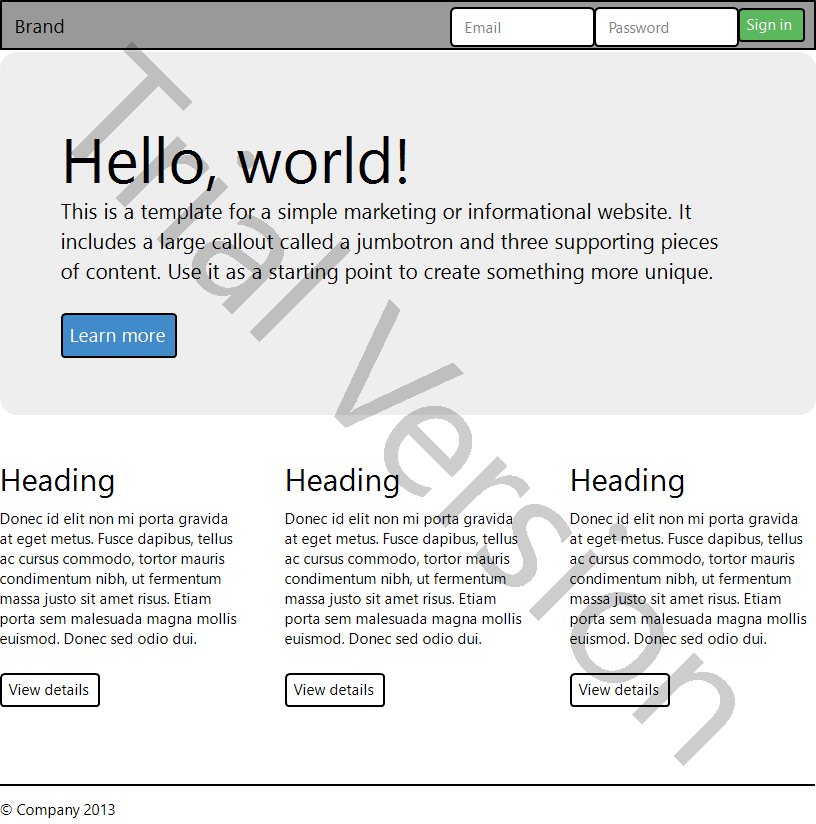 Brand
Email
Password
Sign in
Hello, world!
This is a template for a simple marketing or informational website. It
includes a large callout called a jumbotron and three supporting pieces
of content. Use it as a starting point to create something more unique.
Learn more
Heading
Donec id elit non mi porta gravida
at eget metus. Fusce dapibus, tellus
ac cursus commodo, tortor mauris
condimentum nibh, ut fermentum
massa justo sit amet risus. Etiam
porta sem malesuada magna mollis
euismod. Donec sed odio dui.
View details
Heading
Donec id elit non mi porta gravida
at eget metus. Fusce dapibus, tellus
ac cursus commodo, tortor mauris
condimentum nibh, ut fermentum
massa justo sit amet risus. Etiam
porta sem malesuada magna mollis
euismod. Donec sed odio dui.
View details
Heading
Donec id elit non mi porta gravida
at eget metus. Fusce dapibus, tellus
ac cursus commodo, tortor mauris
condimentum nibh, ut fermentum
massa justo sit amet risus. Etiam
porta sem malesuada magna mollis
euismod. Donec sed odio dui.
View details
© Company 2013
Trial Version